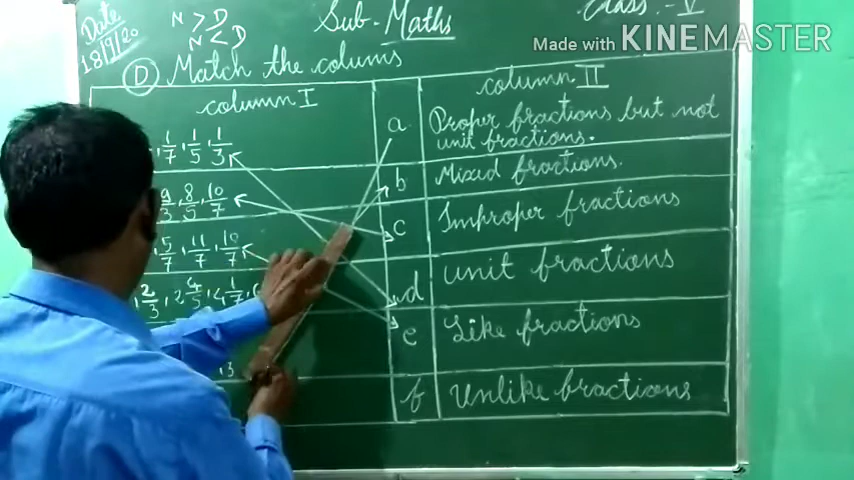 Date
18/9/20
N > D
N < D
Sub-Maths
Class :- V
Made with KINEMASTER
D Match the colums
column I
column II
1/7, 1/5, 1/3
a
Proper fractions but not
unit fractions.
9/3, 8/5, 10/7
b
Mixed fractions.
5/7, 11/7, 10/7
c
Improper fractions
2/3, 2 4/5, 4 1/7,
d
unit fractions
, 3
e
Like fractions
f
Unlike fractions